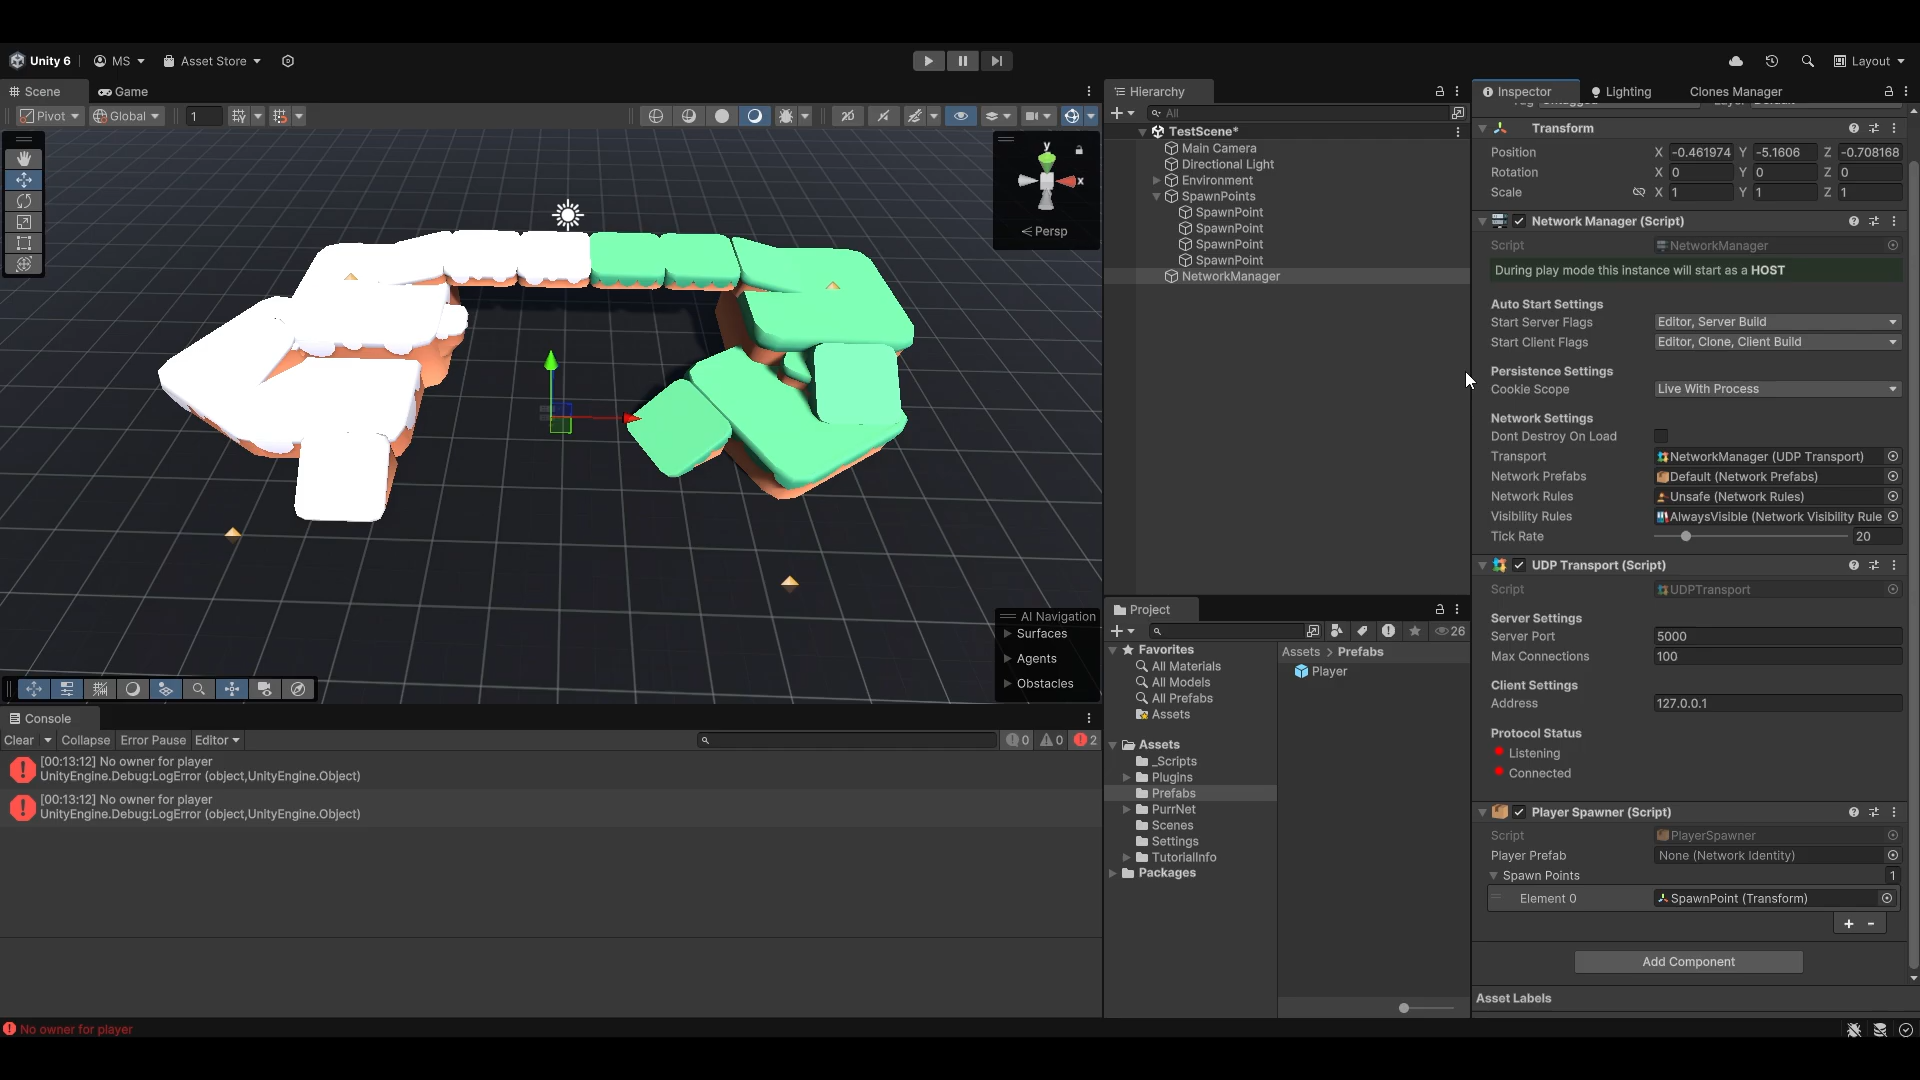 Unity 6
MS
Asset Store
Layout
Scene
Game
Pivot
Global
1
y
x
Persp
AI Navigation
Surfaces
Agents
Obstacles
Console
Clear
Collapse
Error Pause
Editor
0
0
2
[00:13:12] No owner for player
UnityEngine.Debug:LogError (object,UnityEngine.Object)
[00:13:12] No owner for player
UnityEngine.Debug:LogError (object,UnityEngine.Object)
No owner for player
Hierarchy
All
TestScene*
Main Camera
Directional Light
Environment
SpawnPoints
SpawnPoint
SpawnPoint
SpawnPoint
SpawnPoint
NetworkManager
Project
26
Favorites
All Materials
All Models
All Prefabs
Assets
Assets
_Scripts
Plugins
Prefabs
PurrNet
Scenes
Settings
TutorialInfo
Packages
Assets > Prefabs
Player
Inspector
Lighting
Clones Manager
Transform
Position X -0.461974 Y -5.1606 Z -0.708168
Rotation X 0 Y 0 Z 0
Scale X 1 Y 1 Z 1
Network Manager (Script)
Script NetworkManager
During play mode this instance will start as a HOST
Auto Start Settings
Start Server Flags Editor, Server Build
Start Client Flags Editor, Clone, Client Build
Persistence Settings
Cookie Scope Live With Process
Network Settings
Dont Destroy On Load
Transport NetworkManager (UDP Transport)
Network Prefabs Default (Network Prefabs)
Network Rules Unsafe (Network Rules)
Visibility Rules AlwaysVisible (Network Visibility Rule
Tick Rate 20
UDP Transport (Script)
Script UDPTransport
Server Settings
Server Port 5000
Max Connections 100
Client Settings
Address 127.0.0.1
Protocol Status
Listening
Connected
Player Spawner (Script)
Script PlayerSpawner
Player Prefab None (Network Identity)
Spawn Points 1
Element 0 SpawnPoint (Transform)
Add Component
Asset Labels